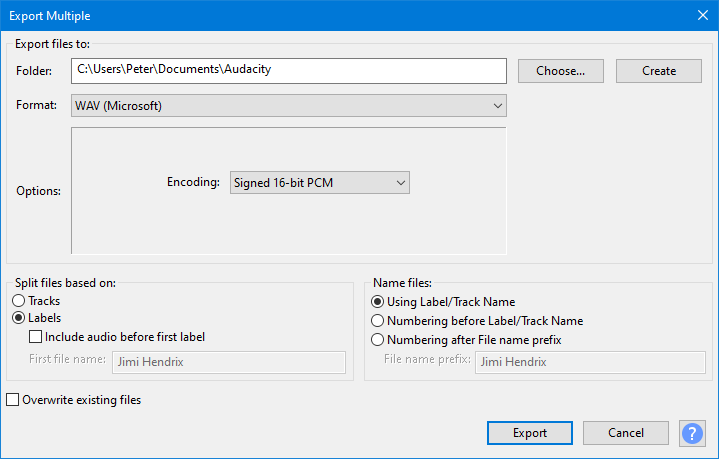 Export Multiple
Export files to:
Folder: C:\Users\Peter\Documents\Audacity Choose... Create
Format: WAV (Microsoft)
Options: Encoding: Signed 16-bit PCM
Split files based on:
Tracks
Labels
Include audio before first label
First file name: Jimi Hendrix
Name files:
Using Label/Track Name
Numbering before Label/Track Name
Numbering after File name prefix
File name prefix: Jimi Hendrix
Overwrite existing files
Export Cancel ?